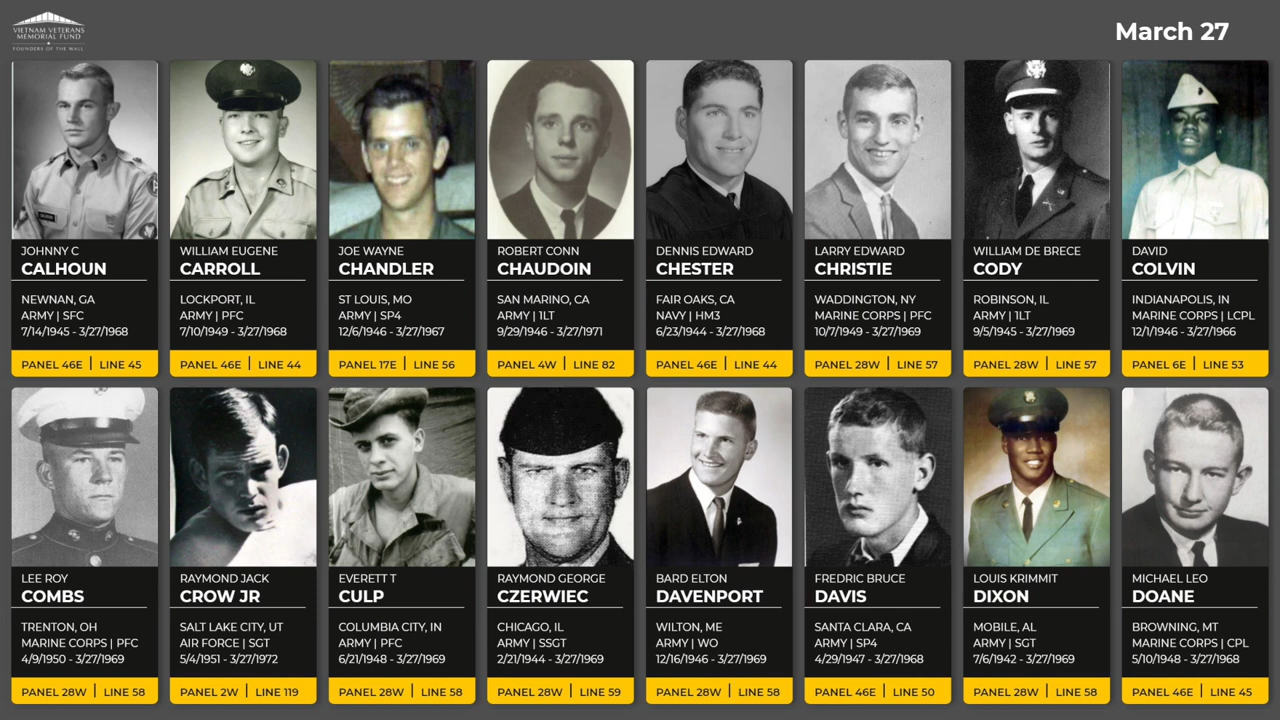 VIETNAM VETERANS
MEMORIAL FUND
FOUNDERS OF THE WALL
March 27
JOHNNY C
CALHOUN
NEWNAN, GA
ARMY | SFC
7/14/1945 - 3/27/1968
PANEL 46E | LINE 45
WILLIAM EUGENE
CARROLL
LOCKPORT, IL
ARMY | PFC
7/10/1949 - 3/27/1968
PANEL 46E | LINE 44
JOE WAYNE
CHANDLER
ST LOUIS, MO
ARMY | SP4
12/6/1946 - 3/27/1967
PANEL 17E | LINE 56
ROBERT CONN
CHAUDOIN
SAN MARINO, CA
ARMY | 1LT
9/29/1946 - 3/27/1971
PANEL 4W | LINE 82
DENNIS EDWARD
CHESTER
FAIR OAKS, CA
NAVY | HM3
6/23/1944 - 3/27/1968
PANEL 46E | LINE 44
LARRY EDWARD
CHRISTIE
WADDINGTON, NY
MARINE CORPS | PFC
10/7/1949 - 3/27/1969
PANEL 28W | LINE 57
WILLIAM DE BRECE
CODY
ROBINSON, IL
ARMY | 1LT
9/5/1945 - 3/27/1969
PANEL 28W | LINE 57
DAVID
COLVIN
INDIANAPOLIS, IN
MARINE CORPS | LCPL
12/1/1946 - 3/27/1966
PANEL 6E | LINE 53
LEE ROY
COMBS
TRENTON, OH
MARINE CORPS | PFC
4/9/1950 - 3/27/1969
PANEL 28W | LINE 58
RAYMOND JACK
CROW JR
SALT LAKE CITY, UT
AIR FORCE | SGT
5/4/1951 - 3/27/1972
PANEL 2W | LINE 119
EVERETT T
CULP
COLUMBIA CITY, IN
ARMY | PFC
6/21/1948 - 3/27/1969
PANEL 28W | LINE 58
RAYMOND GEORGE
CZERWIEC
CHICAGO, IL
ARMY | SSGT
2/21/1944 - 3/27/1969
PANEL 28W | LINE 59
BARD ELTON
DAVENPORT
WILTON, ME
ARMY | WO
12/16/1946 - 3/27/1969
PANEL 28W | LINE 58
FREDRIC BRUCE
DAVIS
SANTA CLARA, CA
ARMY | SP4
4/29/1947 - 3/27/1968
PANEL 46E | LINE 50
LOUIS KRIMMIT
DIXON
MOBILE, AL
ARMY | SGT
7/6/1942 - 3/27/1969
PANEL 28W | LINE 58
MICHAEL LEO
DOANE
BROWNING, MT
MARINE CORPS | CPL
5/10/1948 - 3/27/1968
PANEL 46E | LINE 45